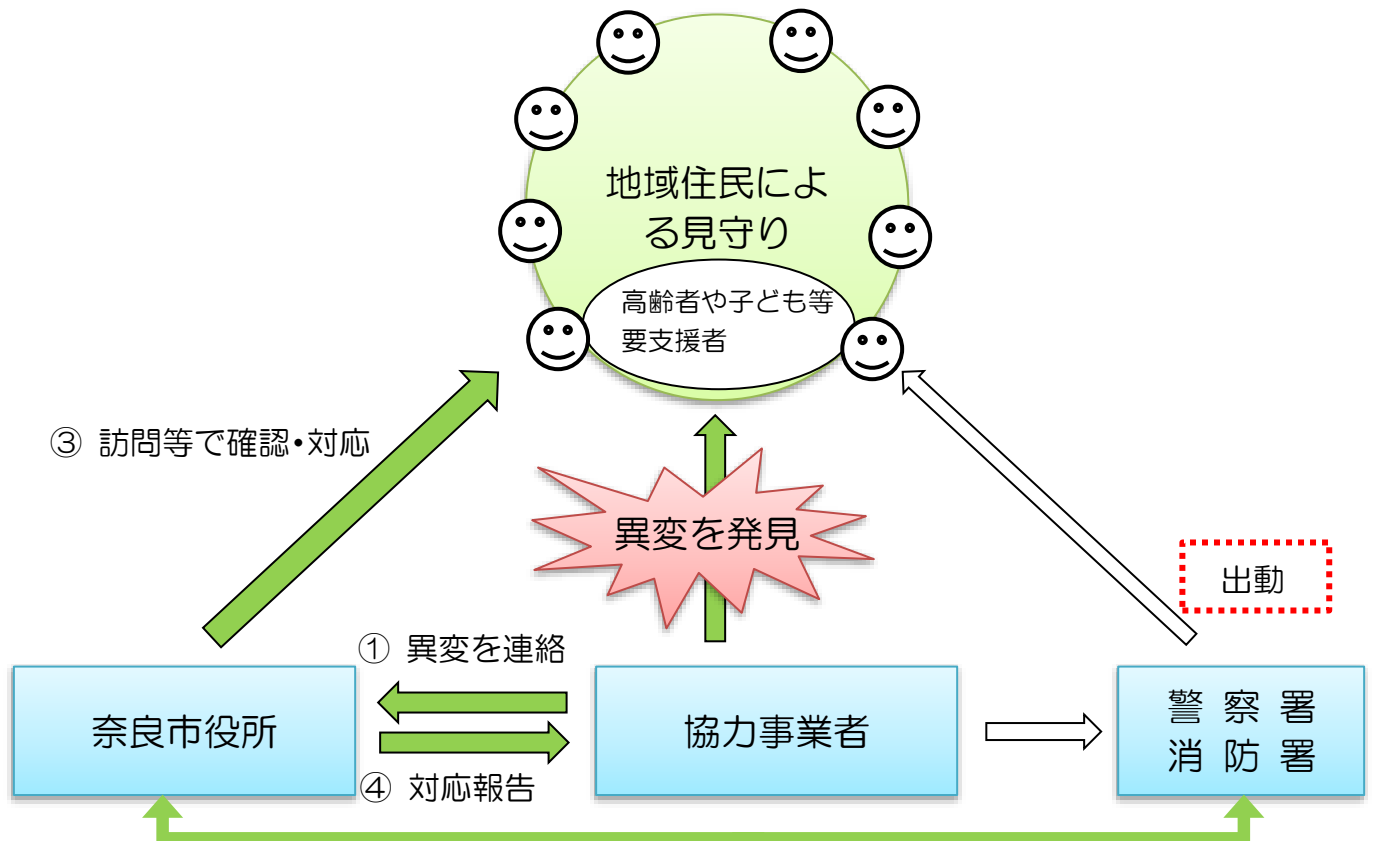 地域住民によ
る見守り
高齢者や子ども等
要支援者
③ 訪問等で確認・対応
異変を発見
出動
① 異変を連絡
奈良市役所
協力事業者
警 察 署
消 防 署
④ 対応報告